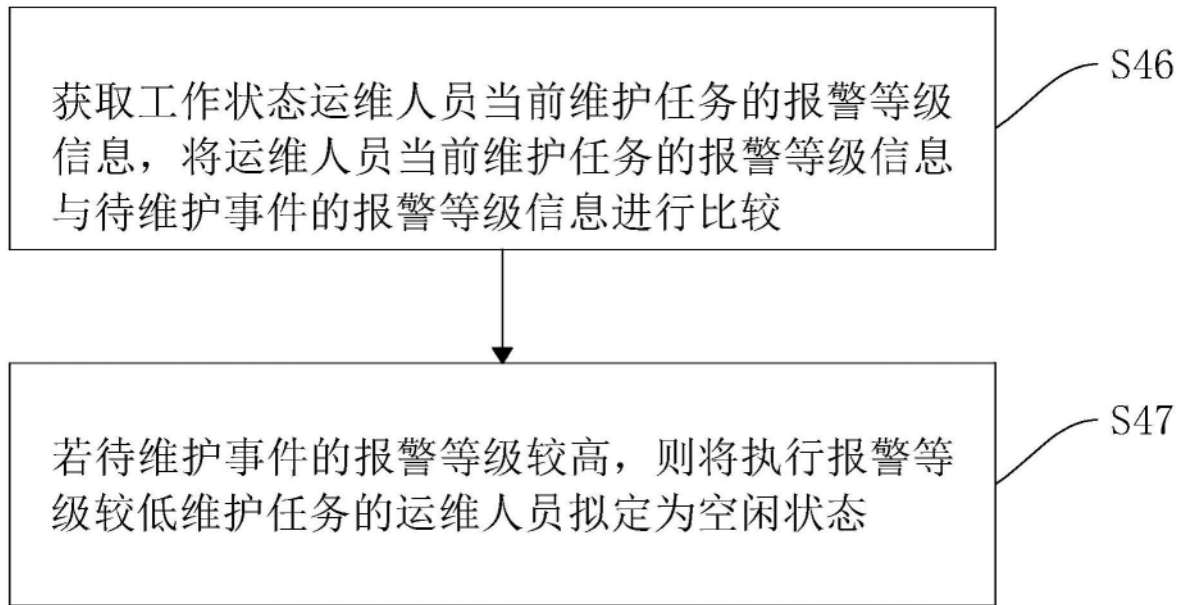 获取工作状态运维人员当前维护任务的报警等级
信息，将运维人员当前维护任务的报警等级信息
与待维护事件的报警等级信息进行比较
S46
若待维护事件的报警等级较高，则将执行报警等
级较低维护任务的运维人员拟定为空闲状态
S47